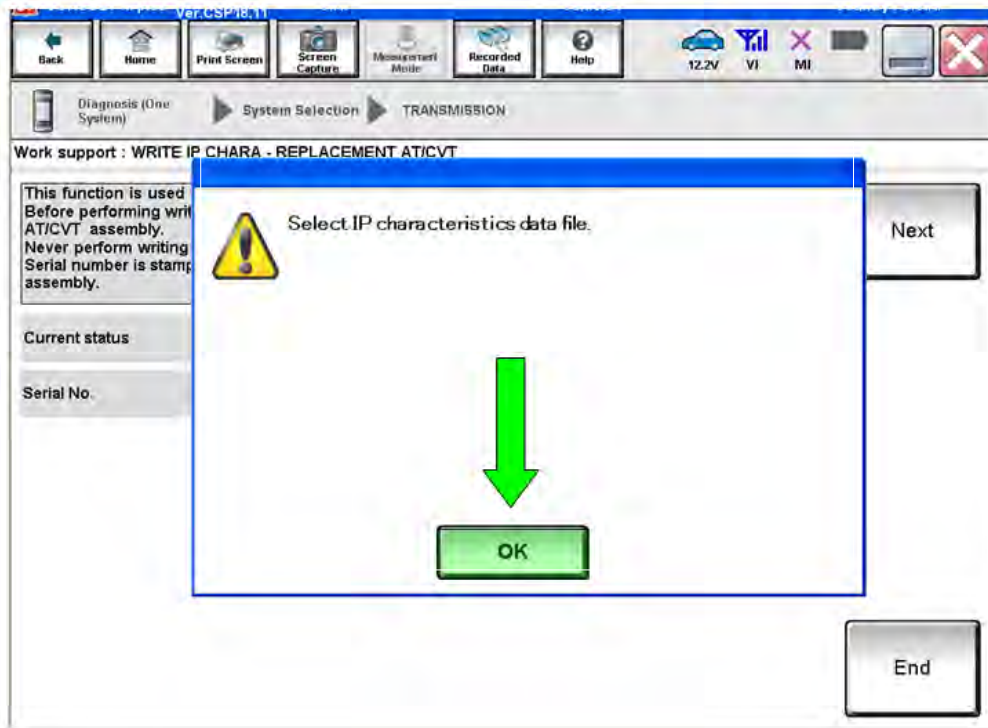 Ver.CSP18.11
Back
Home
Print Screen
Screen
Capture
Measurement
Mode
Recorded
Data
Help
12.2V
VI
MI
Diagnosis (One
System)
System Selection
TRANSMISSION
Work support : WRITE IP CHARA - REPLACEMENT AT/CVT
This function is used
Before performing writ
AT/CVT assembly.
Never perform writing
Serial number is stamp
assembly.
Select IP characteristics data file.
Next
Current status
Serial No.
OK
End